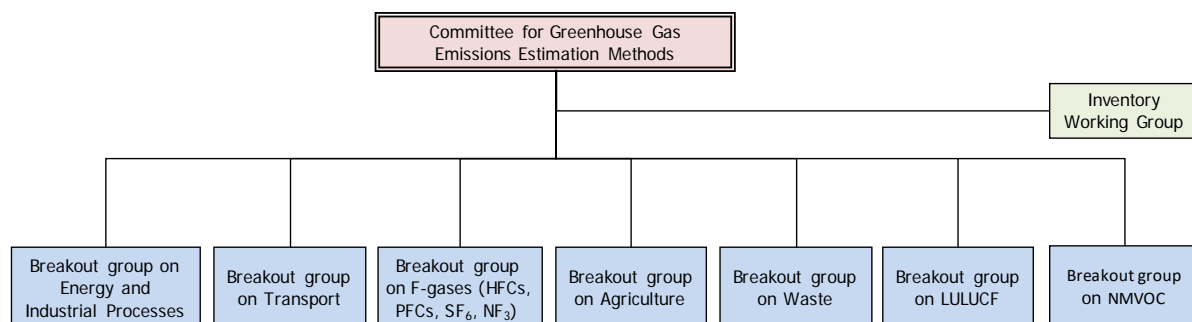 Committee for Greenhouse Gas
Emissions Estimation Methods
Inventory
Working Group
Breakout group on
Energy and
Industrial Processes
Breakout group
on Transport
Breakout group
on F-gases (HFCs,
PFCs, SF₆, NF₃)
Breakout group
on Agriculture
Breakout group
on Waste
Breakout group
on LULUCF
Breakout group
on NMVOC